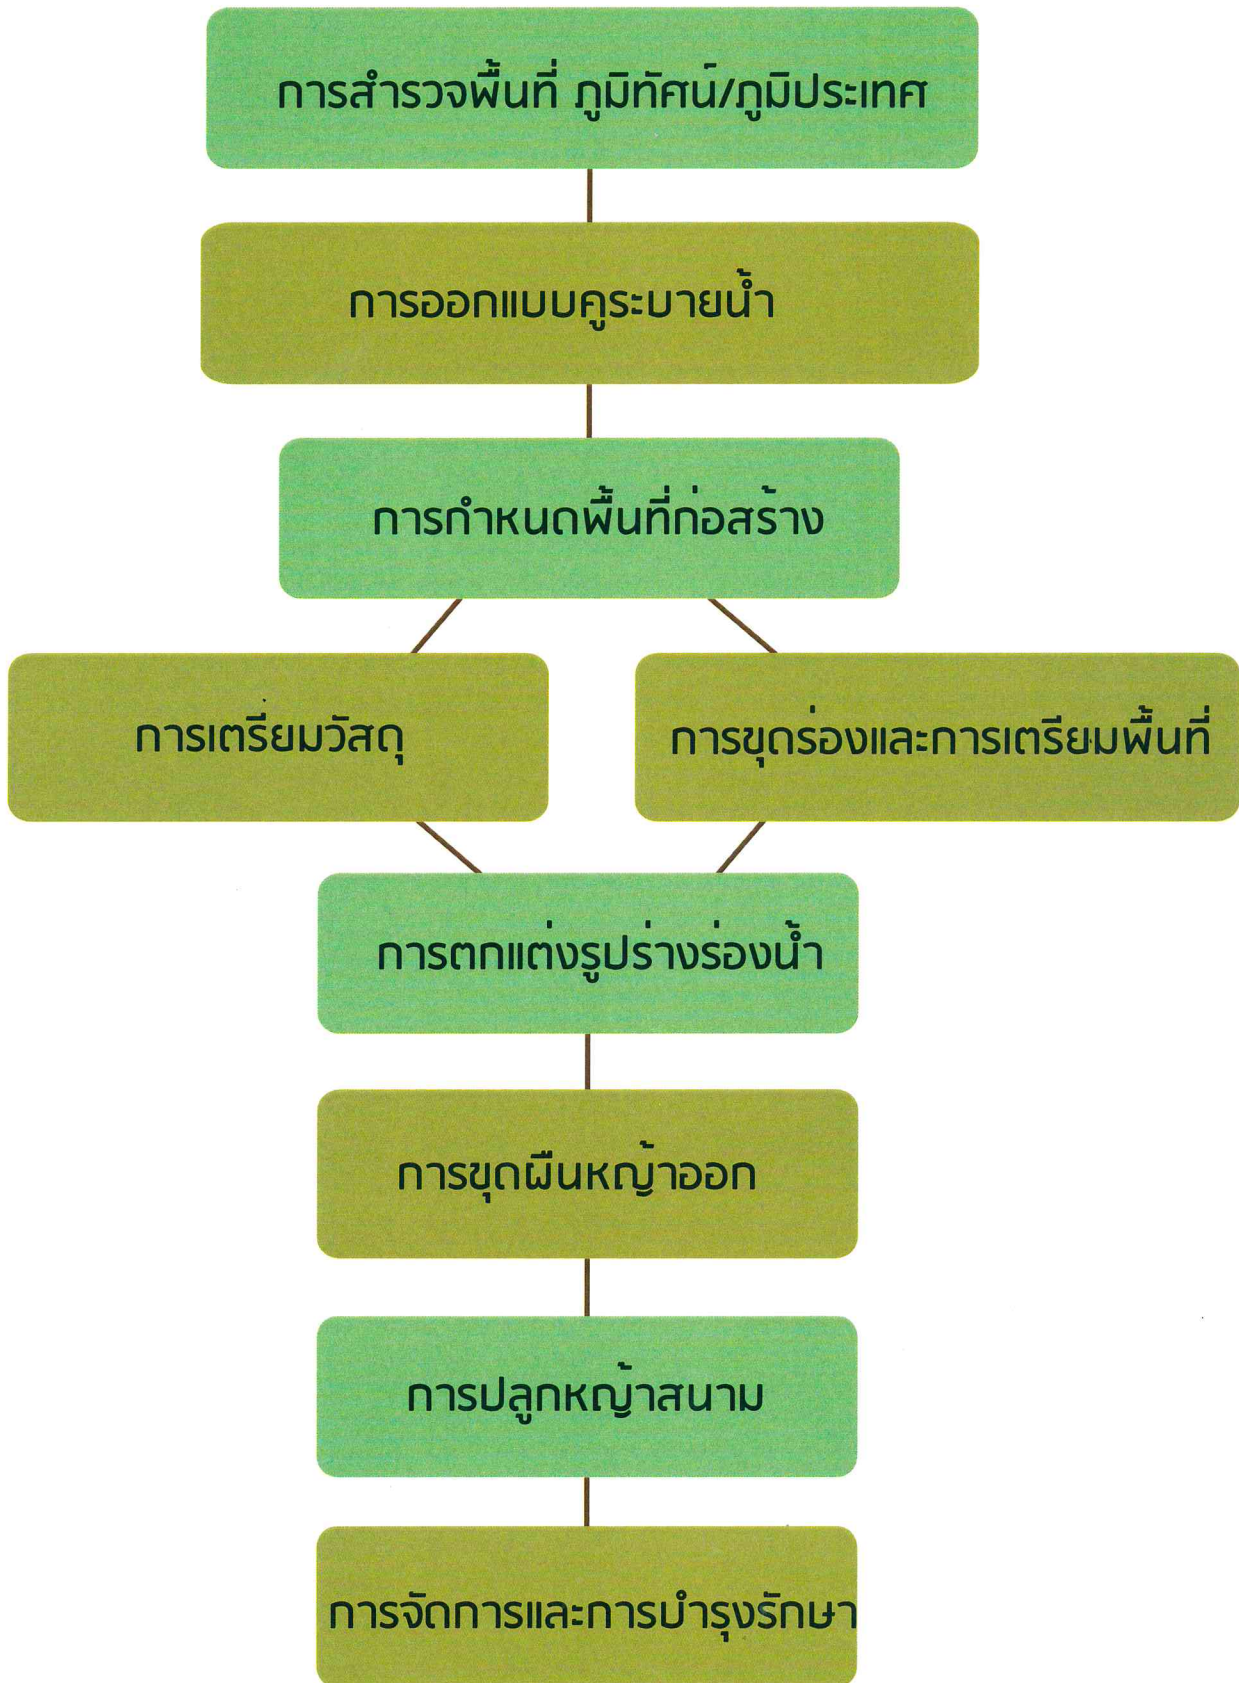 การสำรวจพื้นที่ ภูมิทัศน์/ภูมิประเทศ
การออกแบบคูระบายน้ำ
การกำหนดพื้นที่ก่อสร้าง
การเตรียมวัสดุ
การขุดร่องและการเตรียมพื้นที่
การตกแต่งรูปร่างร่องน้ำ
การขุดผืนหญ้าออก
การปลูกหญ้าสนาม
การจัดการและการบำรุงรักษา